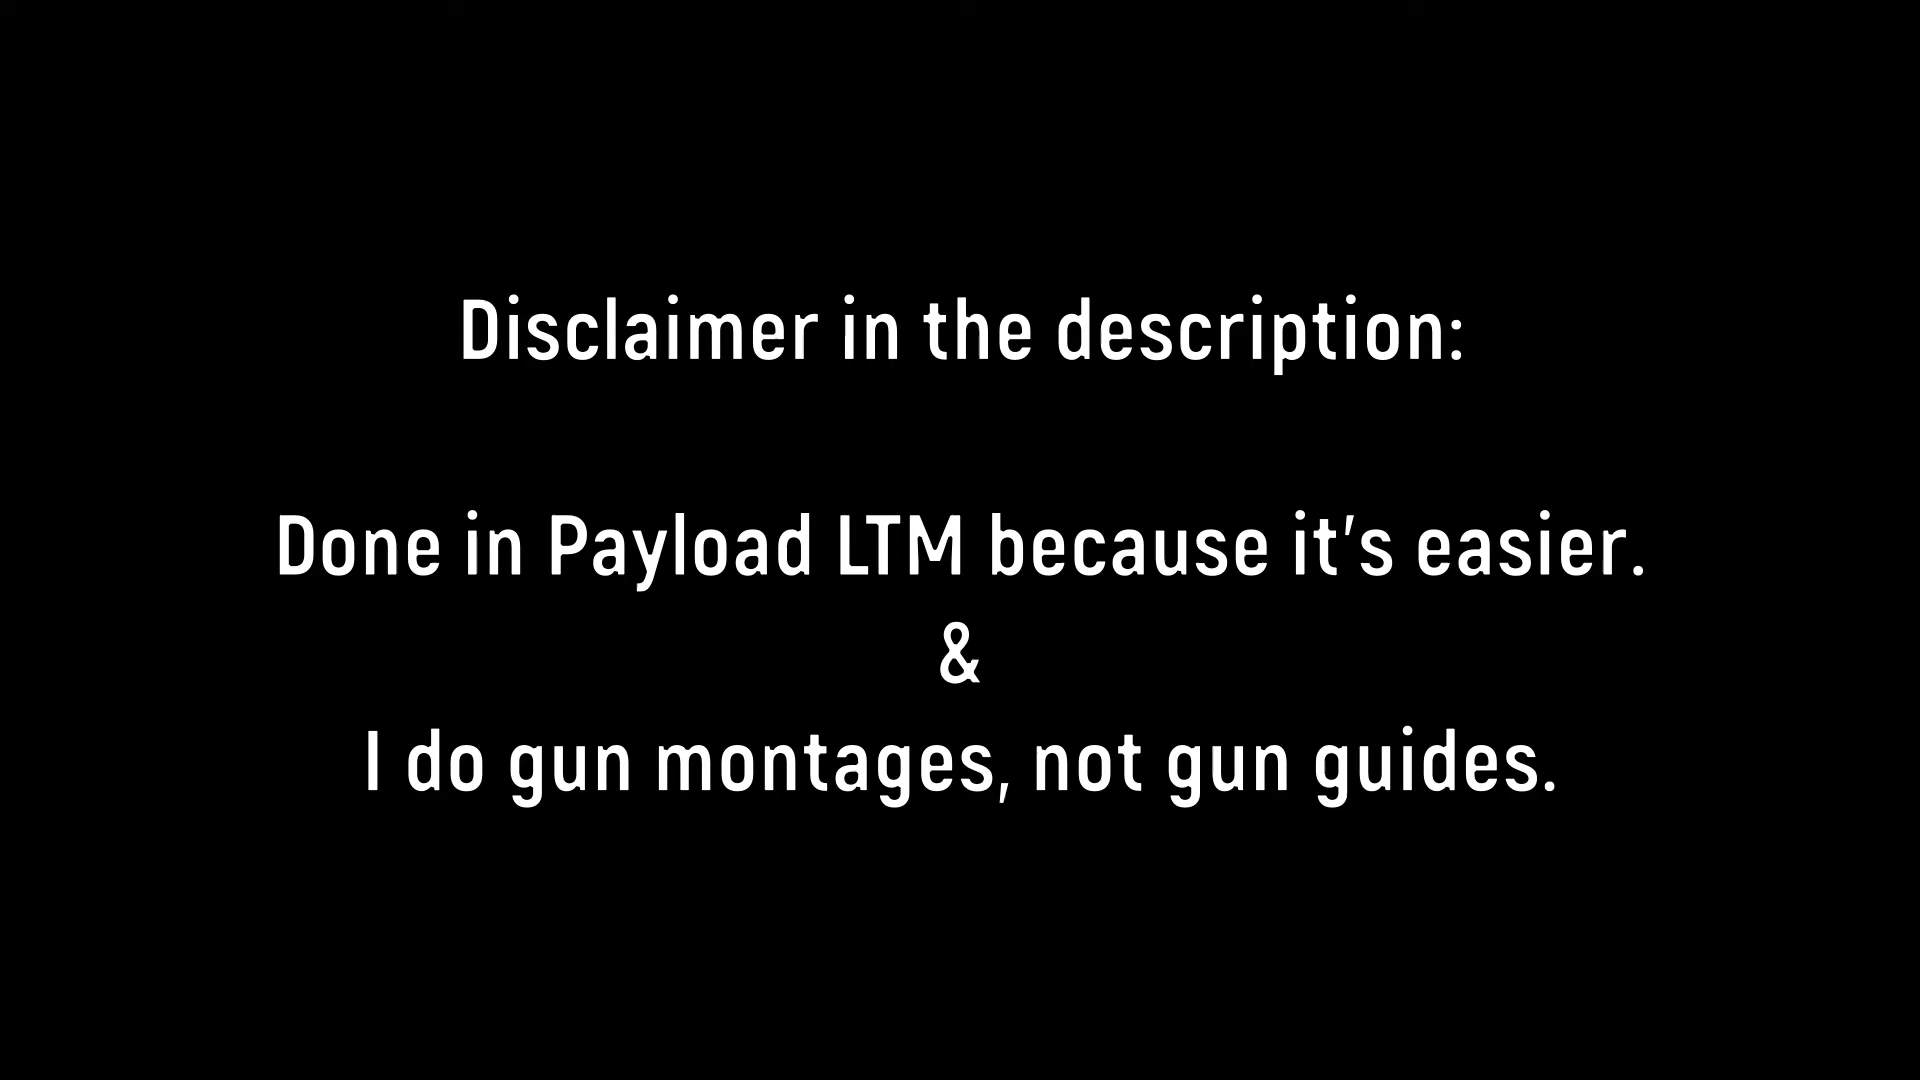 Disclaimer in the description:
Done in Payload LTM because it's easier.
&
I do gun montages, not gun guides.